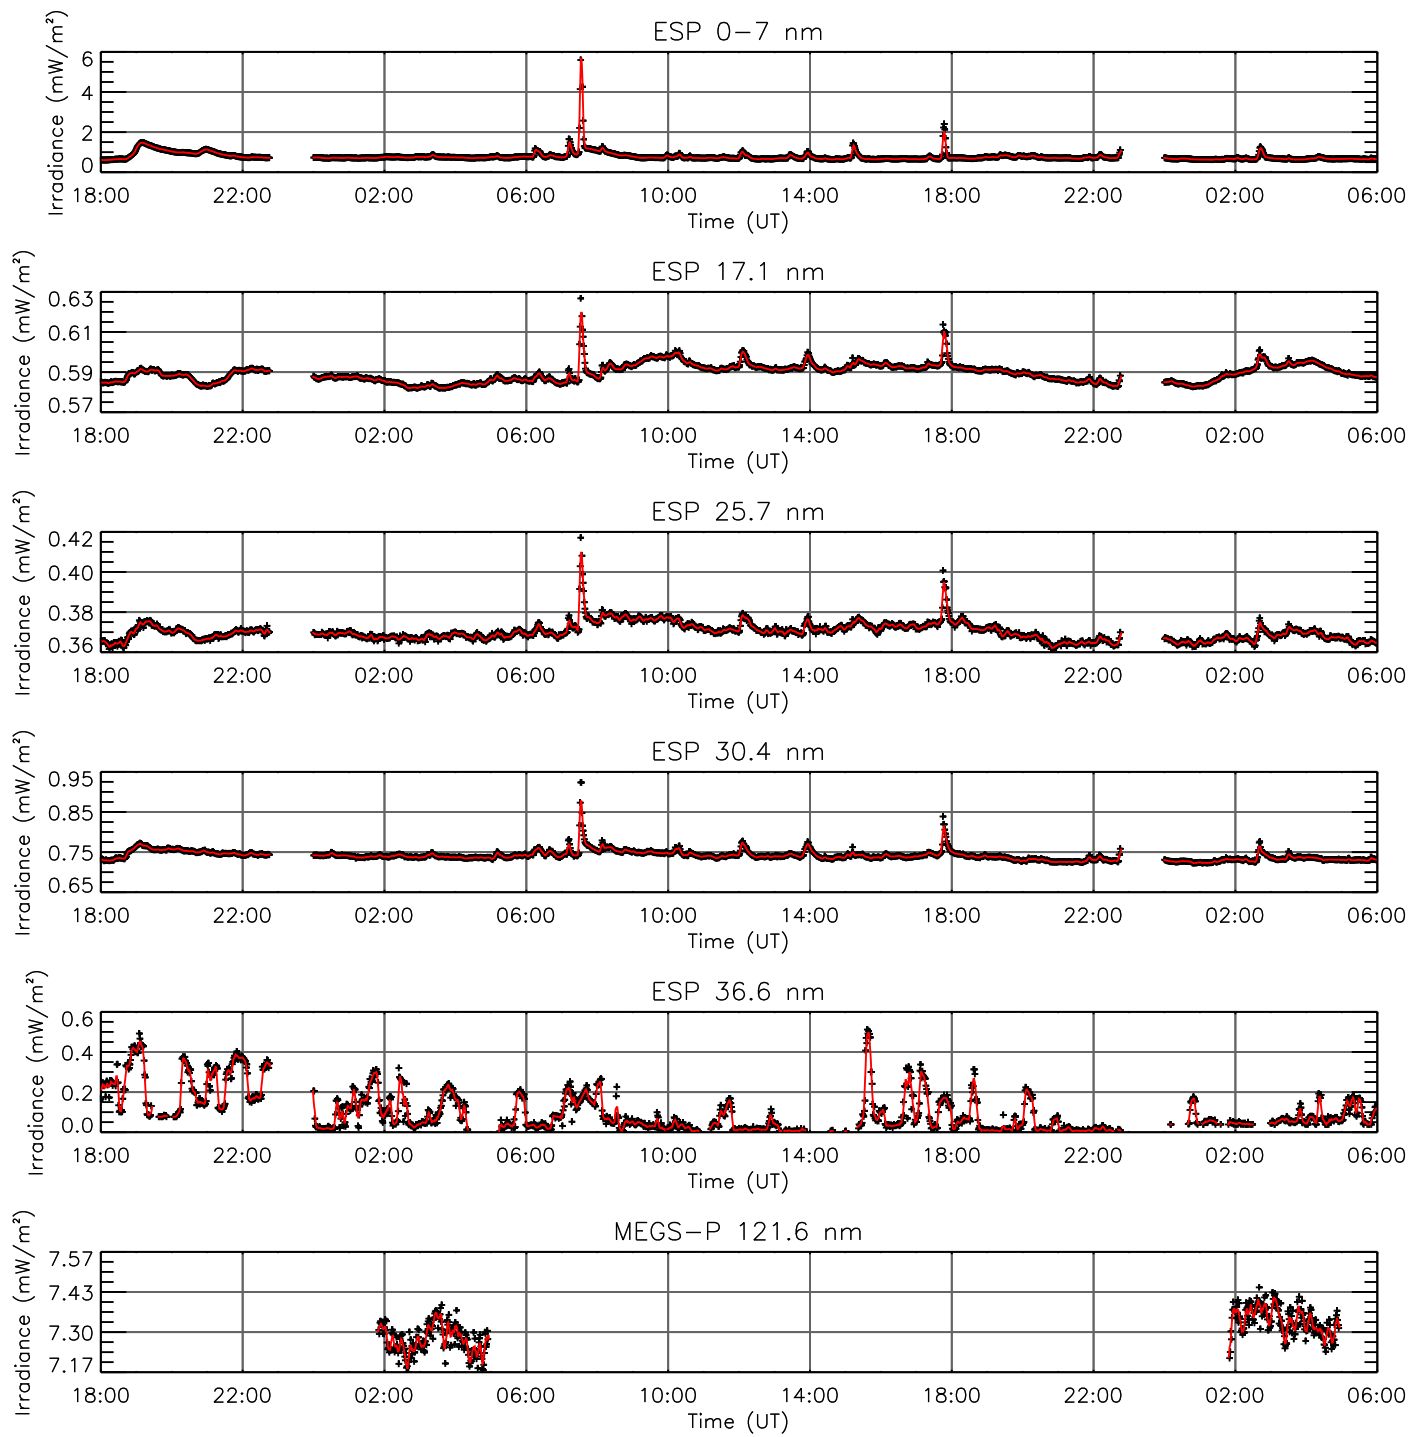 ESP 0-7 nm
Irradiance (mW/m²)
6
4
2
0
18:00 22:00 02:00 06:00 10:00 14:00 18:00 22:00 02:00 06:00
Time (UT)
ESP 17.1 nm
Irradiance (mW/m²)
0.63
0.61
0.59
0.57
18:00 22:00 02:00 06:00 10:00 14:00 18:00 22:00 02:00 06:00
Time (UT)
ESP 25.7 nm
Irradiance (mW/m²)
0.42
0.40
0.38
0.36
18:00 22:00 02:00 06:00 10:00 14:00 18:00 22:00 02:00 06:00
Time (UT)
ESP 30.4 nm
Irradiance (mW/m²)
0.95
0.85
0.75
0.65
18:00 22:00 02:00 06:00 10:00 14:00 18:00 22:00 02:00 06:00
Time (UT)
ESP 36.6 nm
Irradiance (mW/m²)
0.6
0.4
0.2
0.0
18:00 22:00 02:00 06:00 10:00 14:00 18:00 22:00 02:00 06:00
Time (UT)
MEGS-P 121.6 nm
Irradiance (mW/m²)
7.57
7.43
7.30
7.17
18:00 22:00 02:00 06:00 10:00 14:00 18:00 22:00 02:00 06:00
Time (UT)